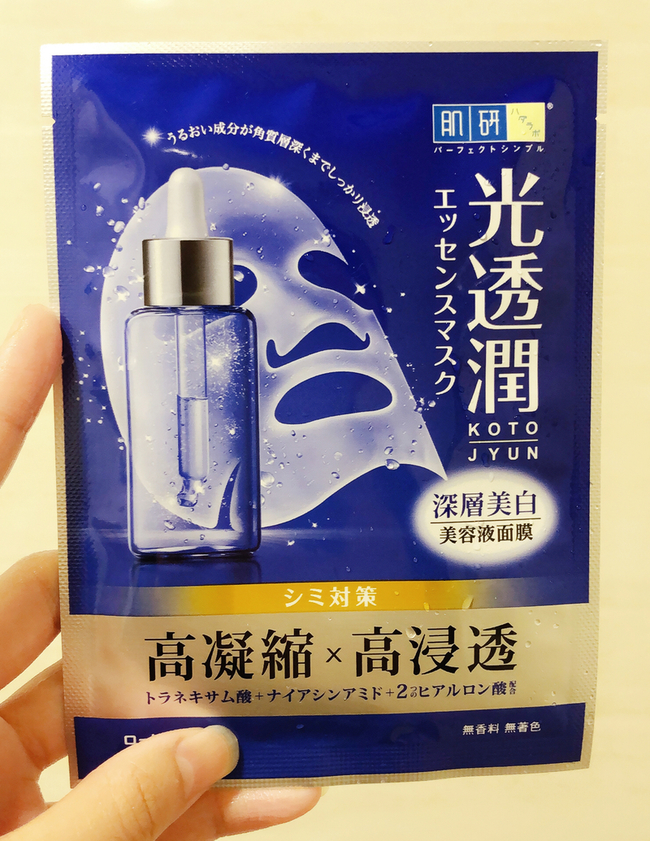 うるおい成分が角質層深くまでしっかり浸透
肌研
ハダラボ
®
パーフェクトシンプル
光透潤
エッセンスマスク
KOTO
JYUN
深層美白
美容液面膜
シミ対策
高凝縮×高浸透
トラネキサム酸+ナイアシンアミド+2つのヒアルロン酸配合
無香料 無著色